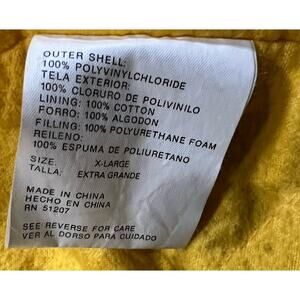 OUTER SHELL:
100% POLYVINYLCHLORIDE
TELA EXTERIOR:
100% CLORURO DE POLIVINILO
LINING: 100% COTTON
FORRO: 100% ALGODON
FILLING: 100% POLYURETHANE FOAM
REILENO:
100% ESPUMA DE POLIURETANO
SIZE: X-LARGE
TALLA: EXTRA GRANDE
MADE IN CHINA
HECHO EN CHINA
RN 51207
SEE REVERSE FOR CARE
VER AL DORSO PARA CUIDADO